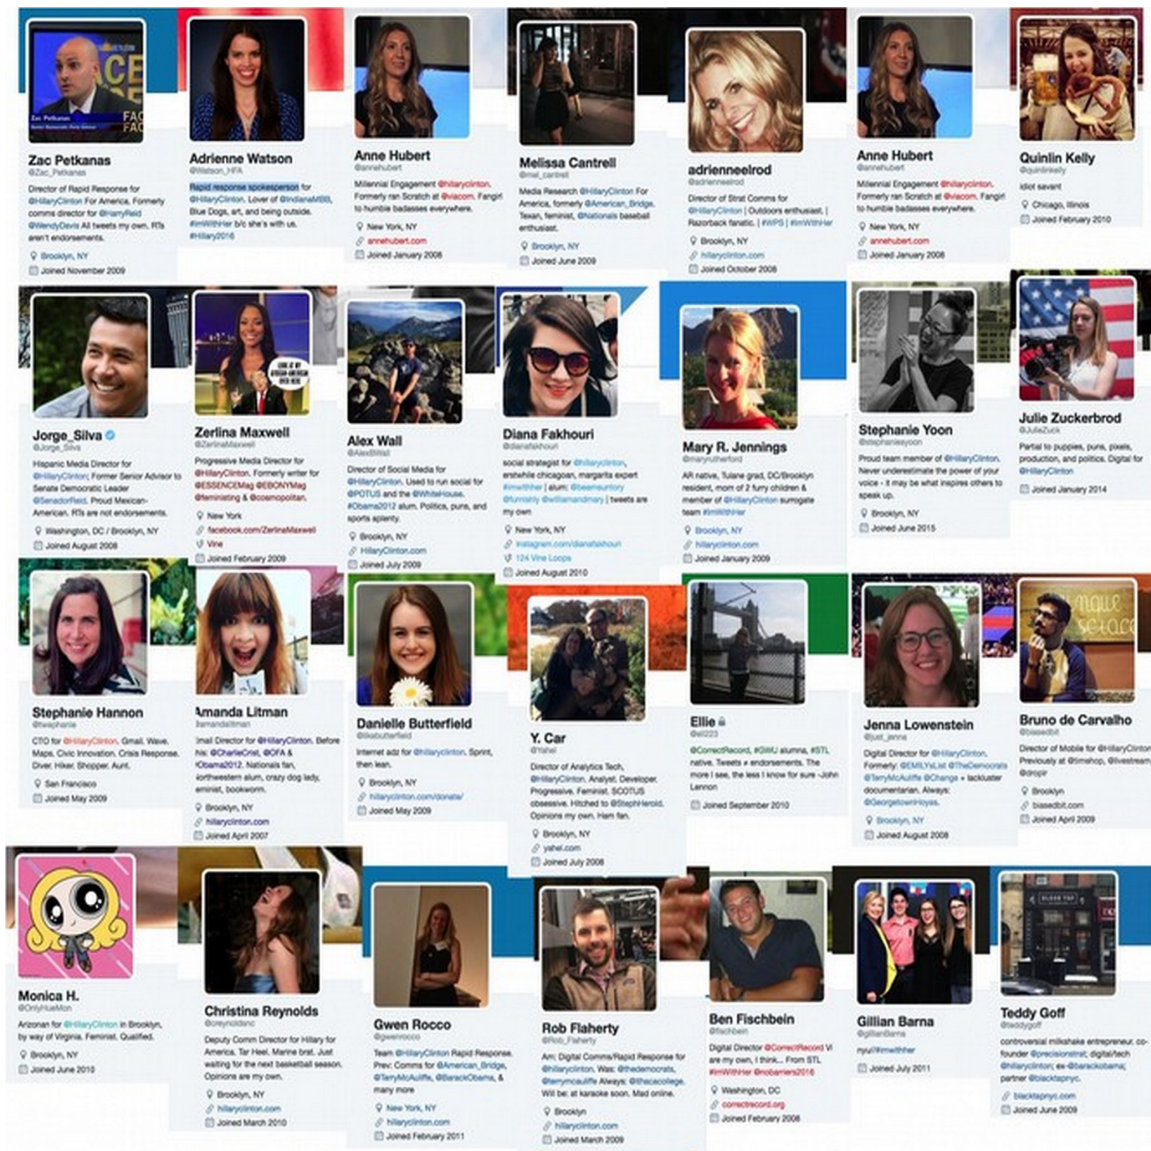 Zac Petkanas
@Zac_Petkanas
Director of Rapid Response for
@HillaryClinton For America. Formerly
comms director for @HarryReid
@WendyDavis All tweets my own. RTs
aren't endorsements.
Brooklyn, NY
Joined November 2009
Adrienne Watson
@Watson_HFA
Rapid response spokesperson for
@HillaryClinton. Lover of @IndianaMBB,
Blue Dogs, art, and being outside.
#ImWithHer b/c she's with us.
#Hillary2016
Anne Hubert
@annehubert
Millennial Engagement @hillaryclinton.
Formerly ran Scratch at @viacom. Fangirl
to humble badasses everywhere.
New York, NY
annehubert.com
Joined January 2008
Melissa Cantrell
@mel_cantrell
Media Research @HillaryClinton For
America, formerly @American_Bridge.
Texan, feminist, @Nationals baseball
enthusiast.
Brooklyn, NY
Joined June 2009
adrienneelrod
@adrienneelrod
Director of Strat Comms for
@HillaryClinton | Outdoors enthusiast. |
Razorback fanatic. | #WPS | #ImWithHer
Brooklyn, NY
hillaryclinton.com
Joined October 2008
Anne Hubert
@annehubert
Millennial Engagement @hillaryclinton.
Formerly ran Scratch at @viacom. Fangirl
to humble badasses everywhere.
New York, NY
annehubert.com
Joined January 2008
Quinlin Kelly
@quinlinkelly
idiot savant
Chicago, Illinois
Joined February 2010
Jorge_Silva
@Jorge_Silva
Hispanic Media Director for
@HillaryClinton; Former Senior Advisor to
Senate Democratic Leader
@SenadorReid. Proud Mexican-
American. RTs are not endorsements.
Washington, DC / Brooklyn, NY
Joined August 2008
LOOK AT MY
AFRICAN-AMERICAN
OVER HERE
Zerlina Maxwell
@ZerlinaMaxwell
Progressive Media Director for
@HillaryClinton. Formerly writer for
@ESSENCEMag @EBONYMag
@feministing & @cosmopolitan.
New York
facebook.com/ZerlinaMaxwell
Vine
Joined February 2009
Alex Wall
@AlexBWall
Director of Social Media for
@HillaryClinton. Used to run social for
@POTUS and the @WhiteHouse.
#Obama2012 alum. Politics, puns, and
sports aplenty.
Brooklyn, NY
HillaryClinton.com
Joined July 2009
Diana Fakhouri
@dianafakhouri
social strategist for @hillaryclinton,
erstwhile chicagoan, margarita expert
#imwithher | alum: @beemeuntory
@furnishly @williamandmary | tweets are
my own
New York, NY
instagram.com/dianafakhouri
124 Vine Loops
Joined August 2010
Mary R. Jennings
@maryrutherford
AR native, Tulane grad, DC/Brooklyn
resident, mom of 2 furry children &
member of @HillaryClinton surrogate
team #ImWithHer
Brooklyn, NY
hillaryclinton.com
Joined January 2009
Stephanie Yoon
@stephaniesyoon
Proud team member of @HillaryClinton.
Never underestimate the power of your
voice - it may be what inspires others to
speak up.
Brooklyn, NY
Joined June 2015
Julie Zuckerbrod
@JulieZuck
Partial to puppies, puns, pixels,
production, and politics. Digital for
@HillaryClinton
Joined January 2014
Stephanie Hannon
@twephanie
CTO for @HillaryClinton. Gmail. Wave.
Maps. Civic Innovation. Crisis Response.
Diver. Hiker. Shopper. Aunt.
San Francisco
Joined May 2009
Amanda Litman
amandalitman
Email Director for @HillaryClinton. Before
this: @CharlieCrist, @OFA &
Obama2012. Nationals fan,
orthwestern alum, crazy dog lady,
eminist, bookworm.
Brooklyn, NY
hillaryclinton.com
Joined April 2007
Danielle Butterfield
@likebutterfield
Internet adz for @hillaryclinton. Sprint,
then lean.
Brooklyn, NY
hillaryclinton.com/donate/
Joined May 2009
Y. Car
@Yahel
Director of Analytics Tech,
@HillaryClinton. Analyst. Developer.
Progressive. Feminist. SCOTUS
obsessive. Hitched to @StephHerold.
Opinions my own. Ham fan.
Brooklyn, NY
yahel.com
Joined July 2008
Ellie
@elli223
@CorrectRecord, #GWU alumna, #STL
native. Tweets ≠ endorsements. The
more I see, the less I know for sure -John
Lennon
Joined September 2010
Jenna Lowenstein
@just_jenna
Digital Director for @HillaryClinton,
Formerly: @EMILYsList @TheDemocrats
@TerryMcAuliffe @Change + lackluster
documentarian. Always:
@GeorgetownHoyas.
Brooklyn, NY
Joined August 2008
Bruno de Carvalho
@biasedbit
Director of Mobile for @HillaryClinton
Previously at @timehop, @livestream
@dropir
Brooklyn
biasedbit.com
Joined April 2009
Monica H.
@OnlyHueMon
Arizonan for @HillaryClinton in Brooklyn,
by way of Virginia. Feminist. Qualified.
Brooklyn, NY
Joined June 2010
Christina Reynolds
@creynoldsnc
Deputy Comm Director for Hillary for
America. Tar Heel. Marine brat. Just
waiting for the next basketball season.
Opinions are my own.
Brooklyn, NY
hillaryclinton.com
Joined March 2010
Gwen Rocco
@gwenrocco
Team @HillaryClinton Rapid Response.
Prev: Comms for @American_Bridge,
@TerryMcAuliffe, @BarackObama, &
many more
New York, NY
hillaryclinton.com
Joined February 2011
Rob Flaherty
@Rob_Flaherty
Am: Digital Comms/Rapid Response for
@hillaryclinton. Was: @thedemocrats,
@terrymcauliffe Always: @ithacacollege.
Will be: at karaoke soon. Mad online.
Brooklyn
hillaryclinton.com
Joined March 2009
Ben Fischbein
@fischbein
Digital Director @CorrectRecord Vi
are my own, I think... From STL
#ImWithHer @nobarriers2016
Washington, DC
correctrecord.org
Joined February 2008
Gillian Barna
@gillianBarna
nyu//#imwithher
Joined July 2011
BLACK TAP
Teddy Goff
@teddygoff
controversial milkshake entrepreneur. co-
founder @precisionstrat; digital/tech
@hillaryclinton; ex-@barackobama;
partner @blacktapnyc.
blacktapnyc.com
Joined June 2009